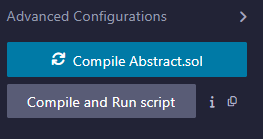 Advanced Configurations
Compile Abstract.sol
Compile and Run script